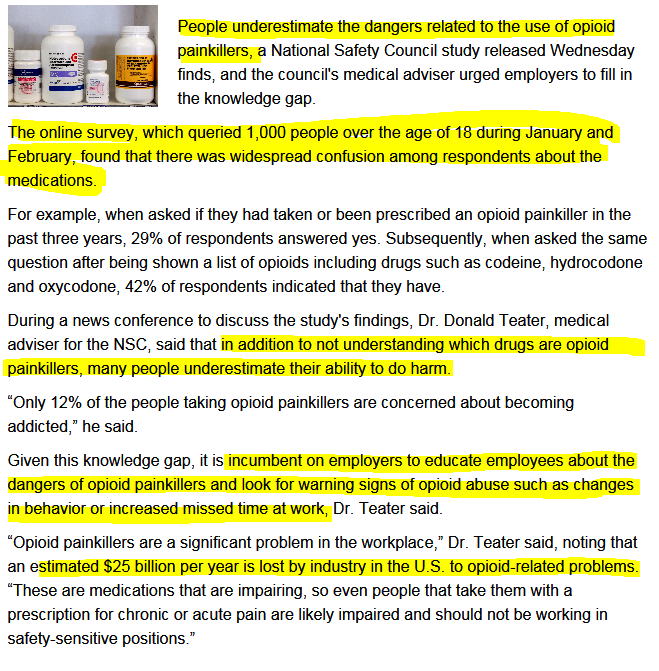 People underestimate the dangers related to the use of opioid
painkillers, a National Safety Council study released Wednesday
finds, and the council's medical adviser urged employers to fill in
the knowledge gap.
The online survey, which queried 1,000 people over the age of 18 during January and
February, found that there was widespread confusion among respondents about the
medications.
For example, when asked if they had taken or been prescribed an opioid painkiller in the
past three years, 29% of respondents answered yes. Subsequently, when asked the same
question after being shown a list of opioids including drugs such as codeine, hydrocodone
and oxycodone, 42% of respondents indicated that they have.
During a news conference to discuss the study's findings, Dr. Donald Teater, medical
adviser for the NSC, said that in addition to not understanding which drugs are opioid
painkillers, many people underestimate their ability to do harm.
“Only 12% of the people taking opioid painkillers are concerned about becoming
addicted,” he said.
Given this knowledge gap, it is incumbent on employers to educate employees about the
dangers of opioid painkillers and look for warning signs of opioid abuse such as changes
in behavior or increased missed time at work, Dr. Teater said.
“Opioid painkillers are a significant problem in the workplace,” Dr. Teater said, noting that
an estimated $25 billion per year is lost by industry in the U.S. to opioid-related problems.
“These are medications that are impairing, so even people that take them with a
prescription for chronic or acute pain are likely impaired and should not be working in
safety-sensitive positions.”